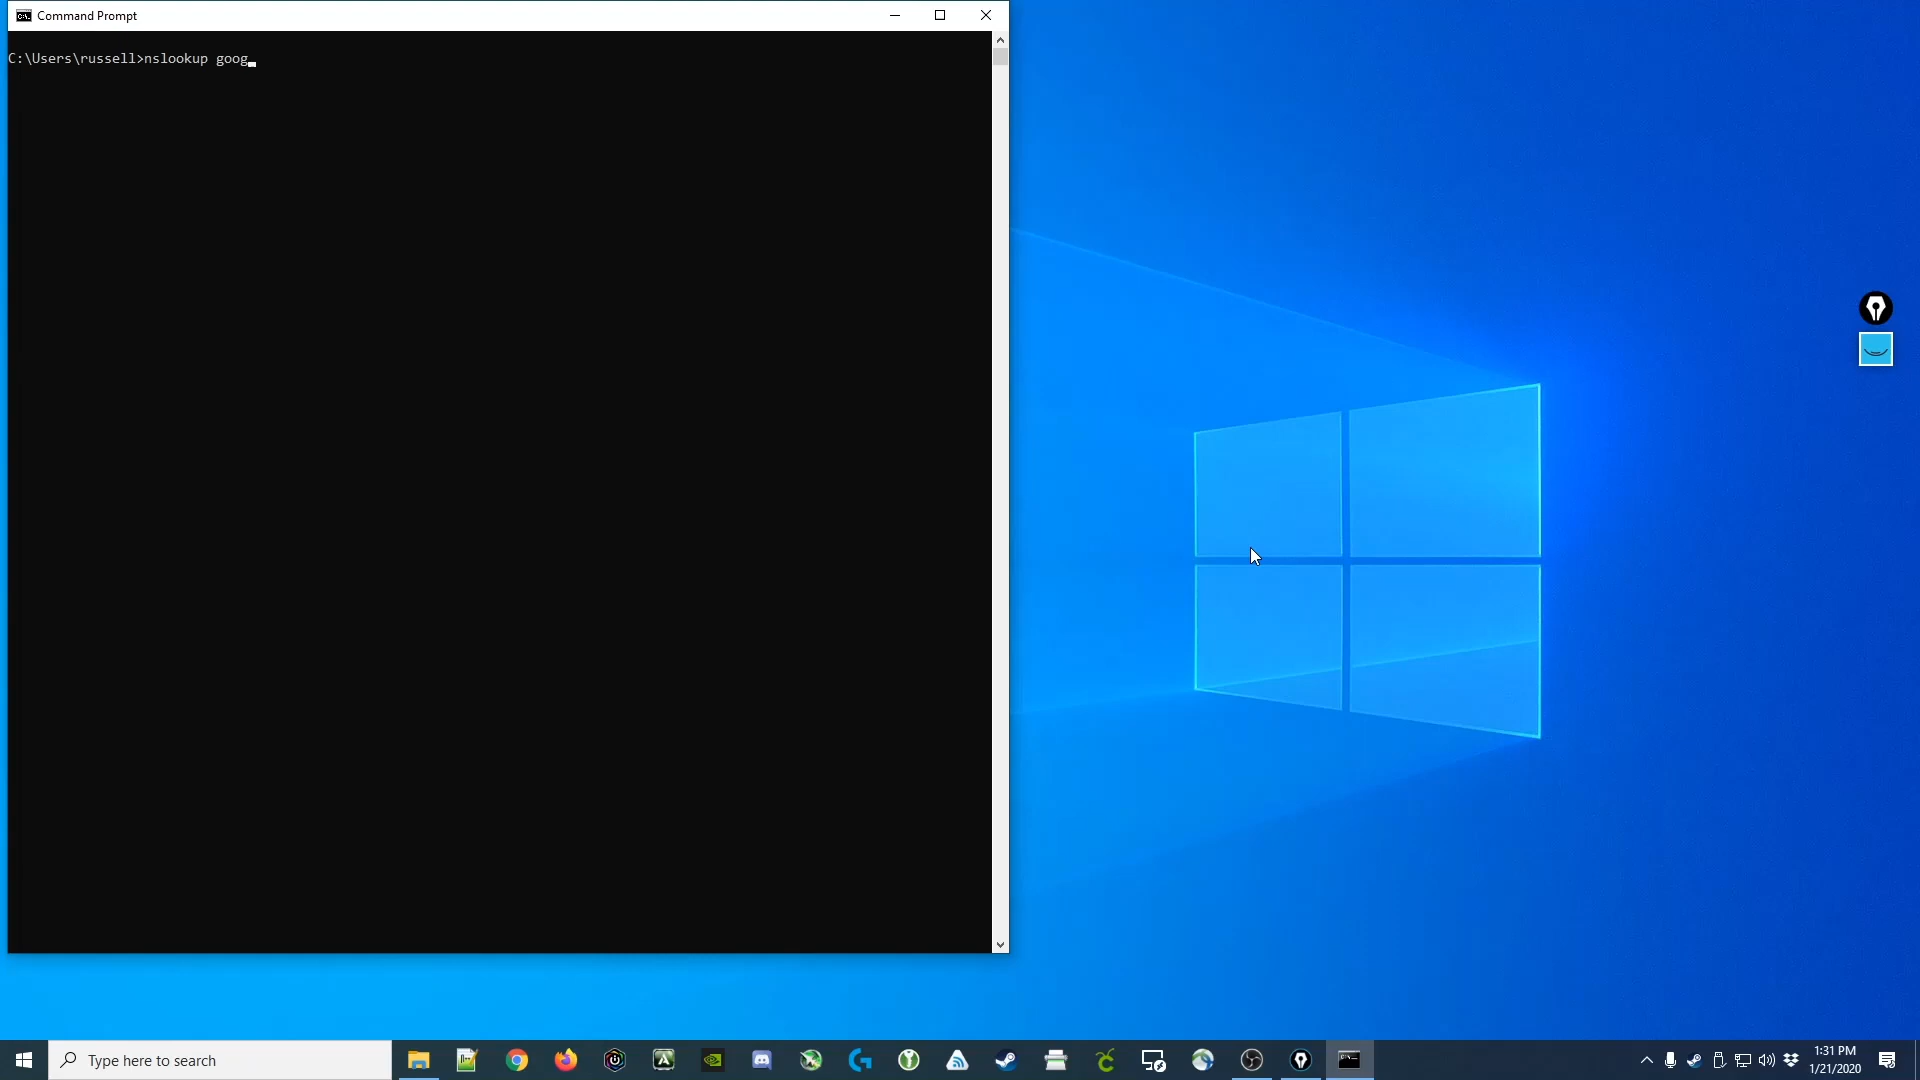 Command Prompt
C:\Users\russell>nslookup goog
Type here to search
1:31 PM
1/21/2020